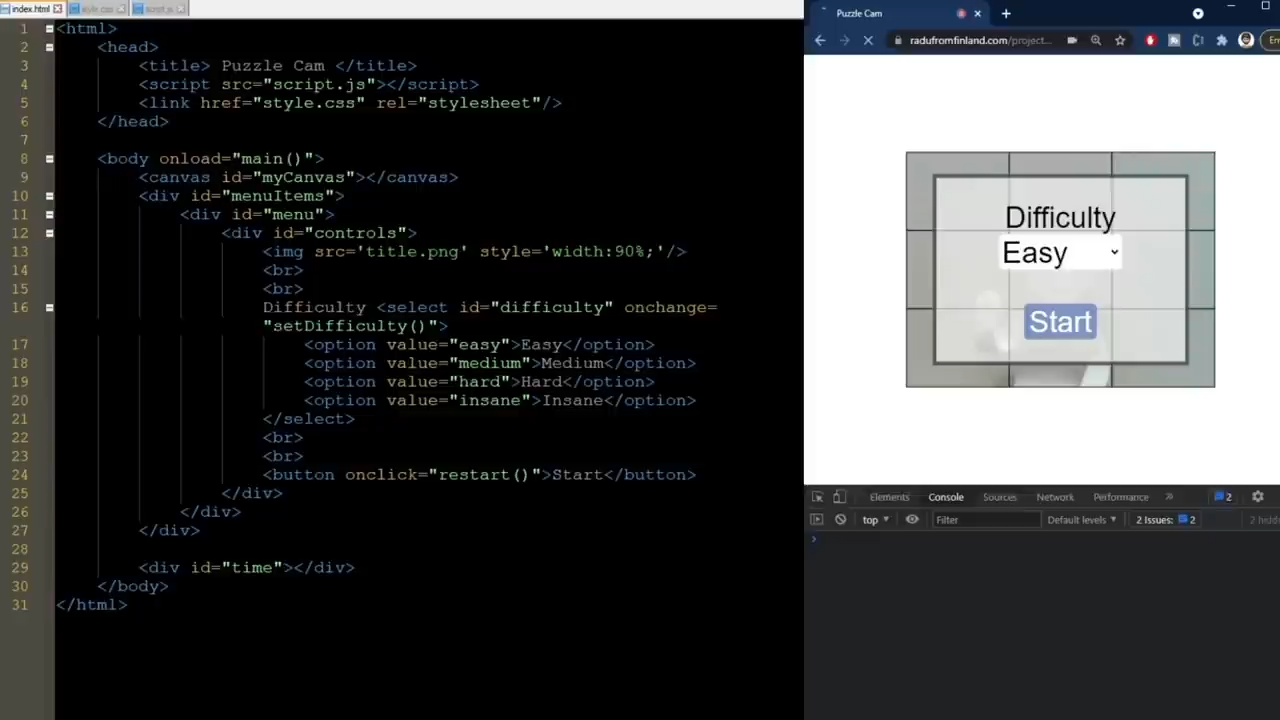 index.html
style.css
script.js
1 <html>
2 <head>
3 <title> Puzzle Cam </title>
4 <script src="script.js"></script>
5 <link href="style.css" rel="stylesheet"/>
6 </head>
7
8 <body onload="main()">
9 <canvas id="myCanvas"></canvas>
10 <div id="menuItems">
11 <div id="menu">
12 <div id="controls">
13 <img src='title.png' style='width:90%;'/>
14 <br>
15 <br>
16 Difficulty <select id="difficulty" onchange=
"setDifficulty()">
17 <option value="easy">Easy</option>
18 <option value="medium">Medium</option>
19 <option value="hard">Hard</option>
20 <option value="insane">Insane</option>
21 </select>
22 <br>
23 <br>
24 <button onclick="restart()">Start</button>
25 </div>
26 </div>
27 </div>
28
29 <div id="time"></div>
30 </body>
31 </html>
Puzzle Cam
radufromfinland.com/project...
Difficulty
Easy
Start
Elements Console Sources Network Performance » 2
top Filter Default levels 2 Issues: 2 2 hidd